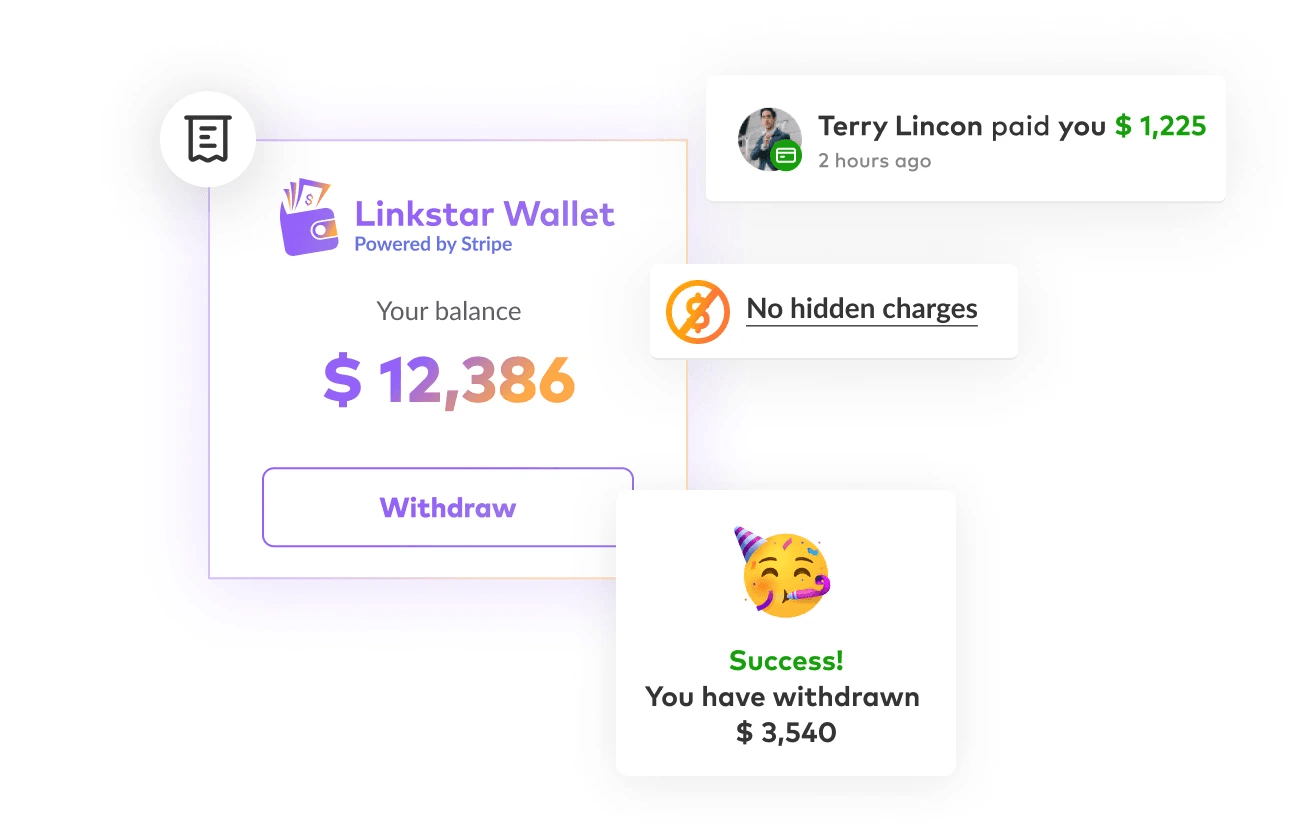 Terry Lincon paid you $ 1,225
2 hours ago
Linkstar Wallet
Powered by Stripe
No hidden charges
Your balance
$ 12,386
Withdraw
Success!
You have withdrawn
$ 3,540